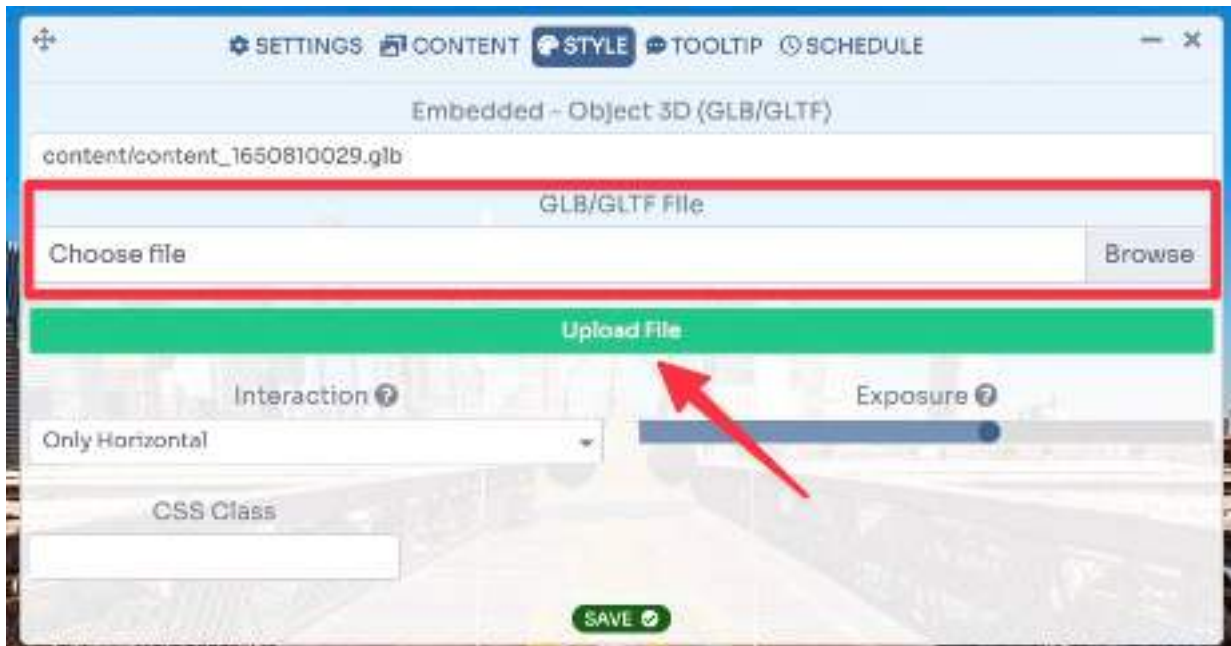 SETTINGS CONTENT STYLE TOOLTIP SCHEDULE
Embedded - Object 3D (GLB/GLTF)
content/content_1650810029.glb
GLB/GLTF File
Choose file Browse
Upload File
Interaction Exposure
Only Horizontal
CSS Class
SAVE